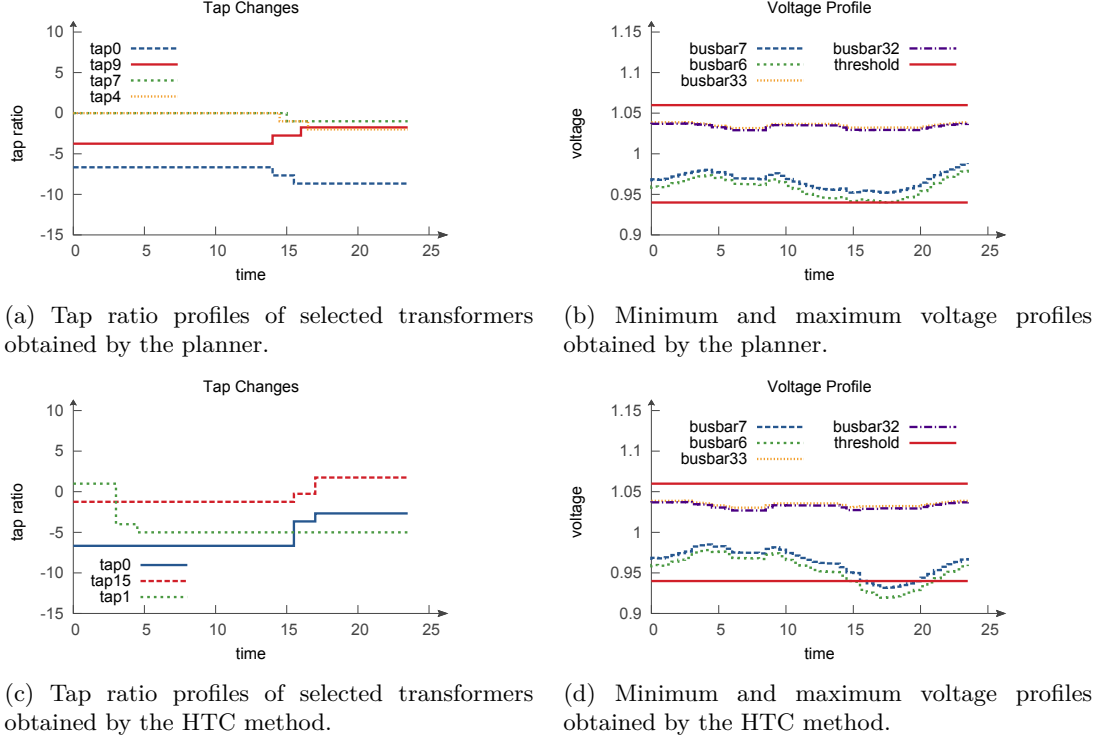 Tap Changes
10
5
0
-5
-10
-15
tap ratio
tap0
tap9
tap7
tap4
0 5 10 15 20 25
time
Voltage Profile
1.15
1.1
1.05
1
0.95
0.9
voltage
busbar7
busbar6
busbar33
busbar32
threshold
0 5 10 15 20 25
time
(a) Tap ratio profiles of selected transformers
obtained by the planner.
(b) Minimum and maximum voltage profiles
obtained by the planner.
Tap Changes
10
5
0
-5
-10
-15
tap ratio
tap0
tap15
tap1
0 5 10 15 20 25
time
Voltage Profile
1.15
1.1
1.05
1
0.95
0.9
voltage
busbar7
busbar6
busbar33
busbar32
threshold
0 5 10 15 20 25
time
(c) Tap ratio profiles of selected transformers
obtained by the HTC method.
(d) Minimum and maximum voltage profiles
obtained by the HTC method.